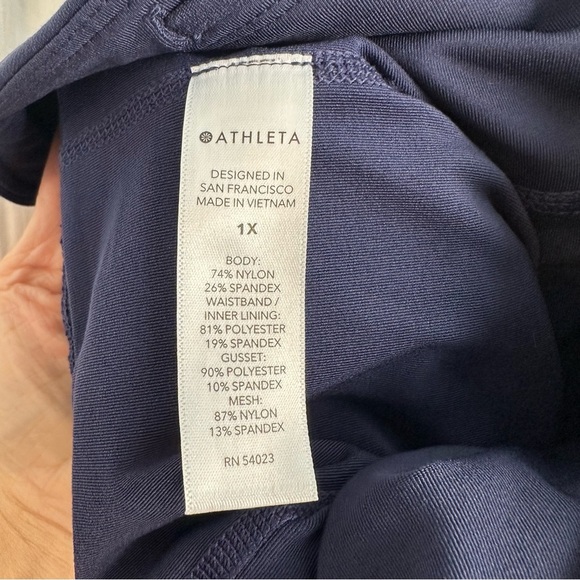 ATHLETA
DESIGNED IN
SAN FRANCISCO
MADE IN VIETNAM
1X
BODY:
74% NYLON
26% SPANDEX
WAISTBAND /
INNER LINING:
81% POLYESTER
19% SPANDEX
GUSSET:
90% POLYESTER
10% SPANDEX
MESH:
87% NYLON
13% SPANDEX
RN 54023